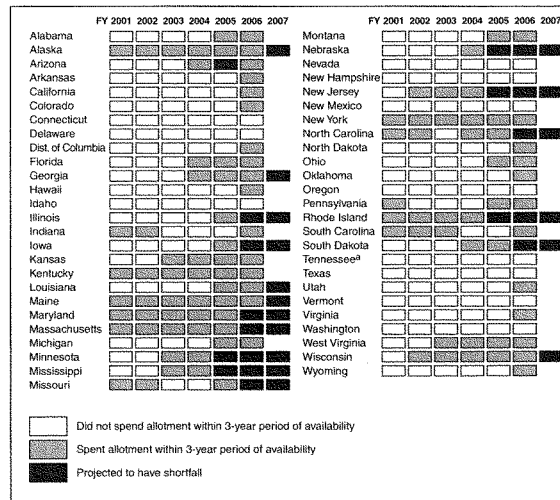 FY 2001 2002 2003 2004 2005 2006 2007
Alabama
Alaska
Arizona
Arkansas
California
Colorado
Connecticut
Delaware
Dist. of Columbia
Florida
Georgia
Hawaii
Idaho
Illinois
Indiana
Iowa
Kansas
Kentucky
Louisiana
Maine
Maryland
Massachusetts
Michigan
Minnesota
Mississippi
Missouri
FY 2001 2002 2003 2004 2005 2006 2007
Montana
Nebraska
Nevada
New Hampshire
New Jersey
New Mexico
New York
North Carolina
North Dakota
Ohio
Oklahoma
Oregon
Pennsylvania
Rhode Island
South Carolina
South Dakota
Tennesseeᵃ
Texas
Utah
Vermont
Virginia
Washington
West Virginia
Wisconsin
Wyoming
Did not spend allotment within 3-year period of availability
Spent allotment within 3-year period of availability
Projected to have shortfall